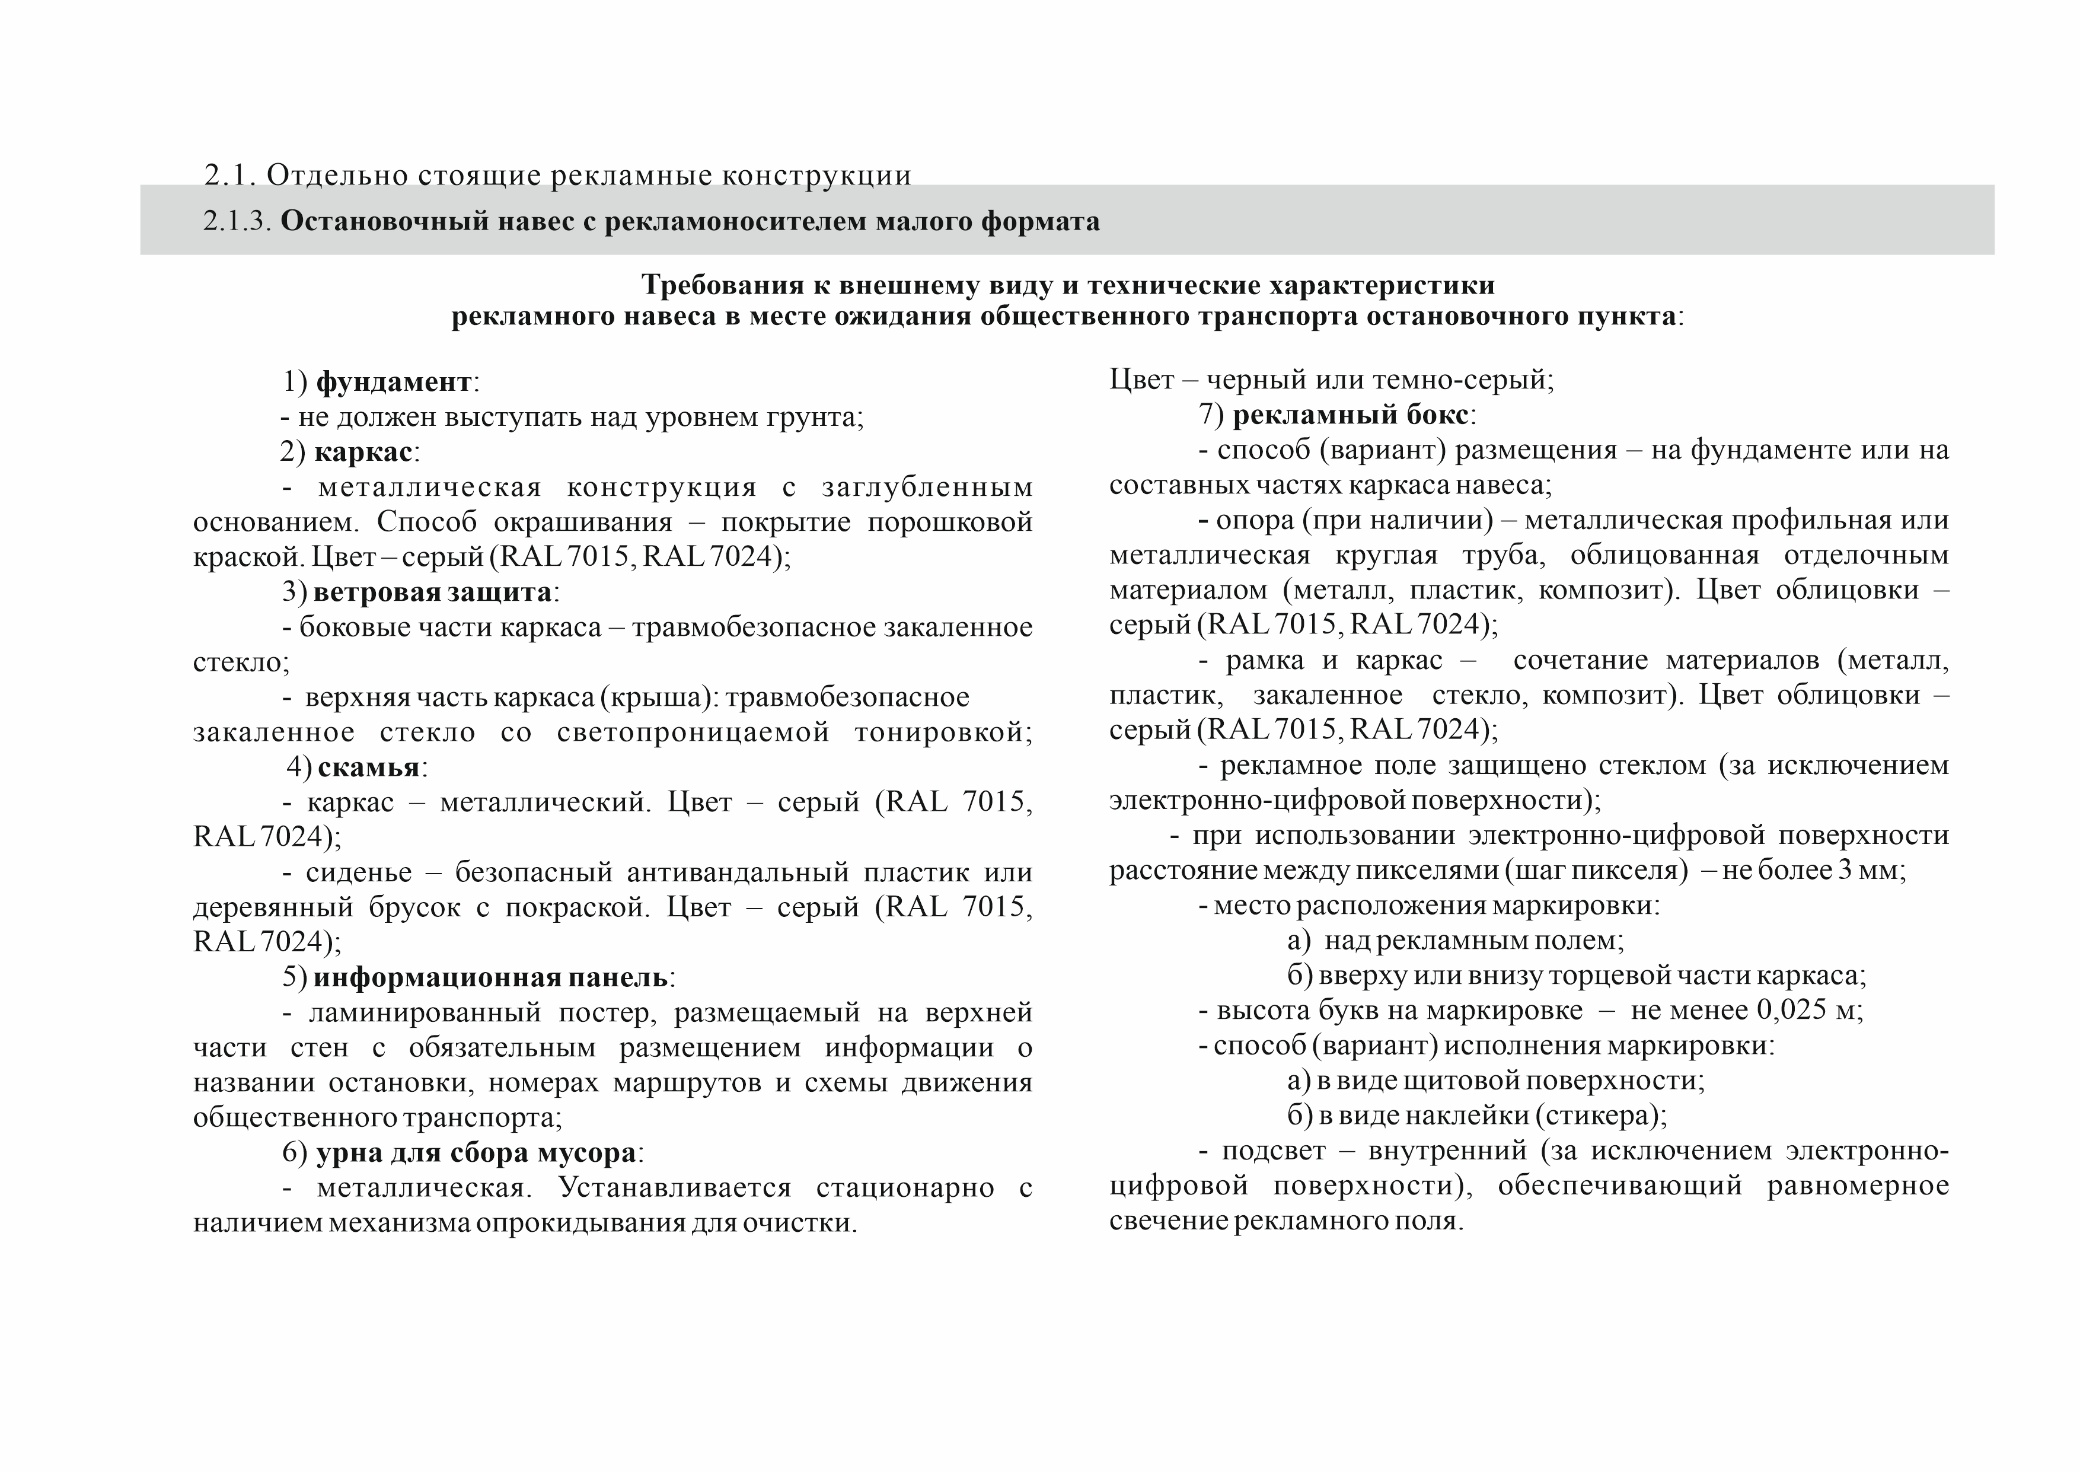 2.1. Отдельно стоящие рекламные конструкции
2.1.3. Остановочный навес с рекламоносителем малого формата
Требования к внешнему виду и технические характеристики
рекламного навеса в месте ожидания общественного транспорта остановочного пункта:
1) фундамент:
- не должен выступать над уровнем грунта;
2) каркас:
- металлическая конструкция с заглубленным
основанием. Способ окрашивания – покрытие порошковой
краской. Цвет – серый (RAL 7015, RAL 7024);
3) ветровая защита:
- боковые части каркаса – травмобезопасное закаленное
стекло;
- верхняя часть каркаса (крыша): травмобезопасное
закаленное стекло со светопроницаемой тонировкой;
4) скамья:
- каркас – металлический. Цвет – серый (RAL 7015,
RAL 7024);
- сиденье – безопасный антивандальный пластик или
деревянный брусок с покраской. Цвет – серый (RAL 7015,
RAL 7024);
5) информационная панель:
- ламинированный постер, размещаемый на верхней
части стен с обязательным размещением информации о
названии остановки, номерах маршрутов и схемы движения
общественного транспорта;
6) урна для сбора мусора:
- металлическая. Устанавливается стационарно с
наличием механизма опрокидывания для очистки.
Цвет – черный или темно-серый;
7) рекламный бокс:
- способ (вариант) размещения – на фундаменте или на
составных частях каркаса навеса;
- опора (при наличии) – металлическая профильная или
металлическая круглая труба, облицованная отделочным
материалом (металл, пластик, композит). Цвет облицовки –
серый (RAL 7015, RAL 7024);
- рамка и каркас – сочетание материалов (металл,
пластик, закаленное стекло, композит). Цвет облицовки –
серый (RAL 7015, RAL 7024);
- рекламное поле защищено стеклом (за исключением
электронно-цифровой поверхности);
- при использовании электронно-цифровой поверхности
расстояние между пикселями (шаг пикселя) – не более 3 мм;
- место расположения маркировки:
а) над рекламным полем;
б) вверху или внизу торцевой части каркаса;
- высота букв на маркировке – не менее 0,025 м;
- способ (вариант) исполнения маркировки:
а) в виде щитовой поверхности;
б) в виде наклейки (стикера);
- подсвет – внутренний (за исключением электронно-
цифровой поверхности), обеспечивающий равномерное
свечение рекламного поля.